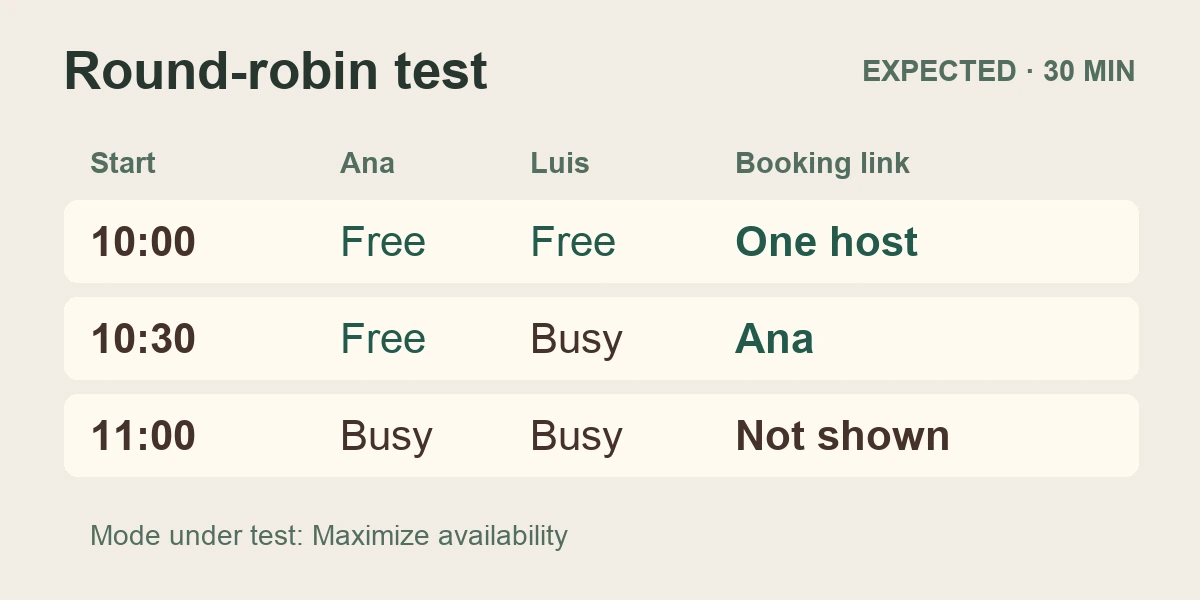 Round-robin test
EXPECTED · 30 MIN
Start Ana Luis Booking link
10:00 Free Free One host
10:30 Free Busy Ana
11:00 Busy Busy Not shown
Mode under test: Maximize availability